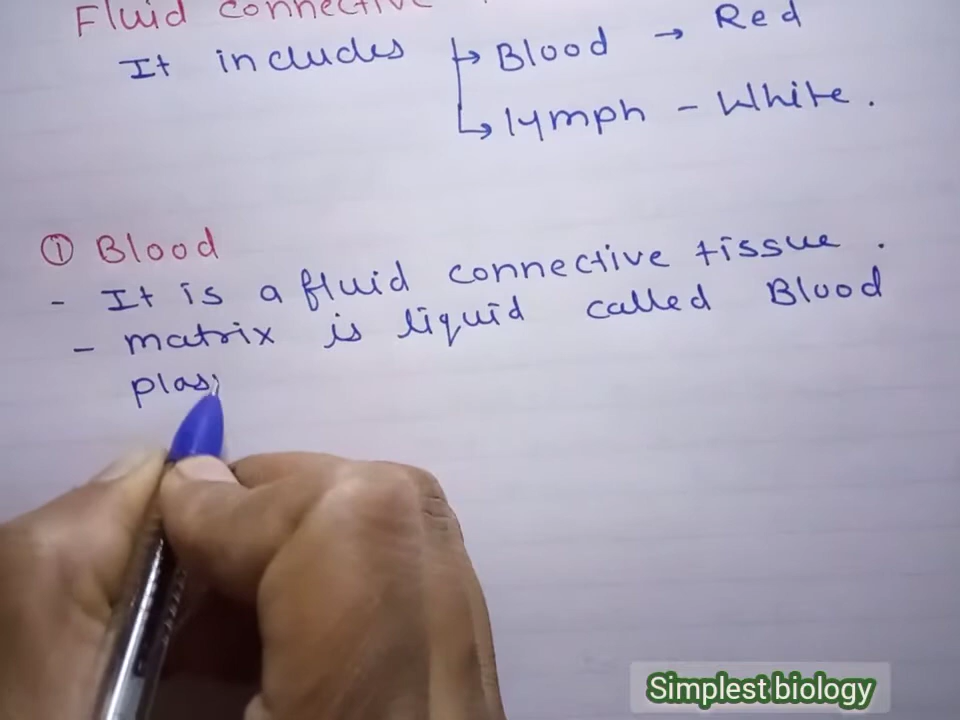 Fluid connective
It includes → Blood → Red
→ lymph - White.
① Blood
- It is a fluid connective tissue.
- matrix is liquid called Blood
plas
Simplest biology